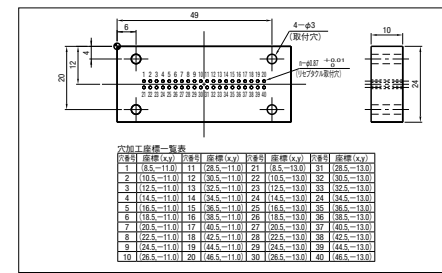 49
6
4-φ3
(取付穴)
10
4
12
20
24
n-φ0.87 +0.01 0
(リセプタクル取付穴)
1 2 3 4 5 6 7 8 9 10 11 12 13 14 15 16 17 18 19 20
21 22 23 24 25 26 27 28 29 30 31 32 33 34 35 36 37 38 39 40
穴加工座標一覧表
穴番号 座標(x,y) 穴番号 座標(x,y) 穴番号 座標(x,y) 穴番号 座標(x,y)
1 (8.5,-11.0) 11 (28.5,-11.0) 21 (8.5,-13.0) 31 (28.5,-13.0)
2 (10.5,-11.0) 12 (30.5,-11.0) 22 (10.5,-13.0) 32 (30.5,-13.0)
3 (12.5,-11.0) 13 (32.5,-11.0) 23 (12.5,-13.0) 33 (32.5,-13.0)
4 (14.5,-11.0) 14 (34.5,-11.0) 24 (14.5,-13.0) 34 (34.5,-13.0)
5 (16.5,-11.0) 15 (36.5,-11.0) 25 (16.5,-13.0) 35 (36.5,-13.0)
6 (18.5,-11.0) 16 (38.5,-11.0) 26 (18.5,-13.0) 36 (38.5,-13.0)
7 (20.5,-11.0) 17 (40.5,-11.0) 27 (20.5,-13.0) 37 (40.5,-13.0)
8 (22.5,-11.0) 18 (42.5,-11.0) 28 (22.5,-13.0) 38 (42.5,-13.0)
9 (24.5,-11.0) 19 (44.5,-11.0) 29 (24.5,-13.0) 39 (44.5,-13.0)
10 (26.5,-11.0) 20 (46.5,-11.0) 30 (26.5,-13.0) 40 (46.5,-13.0)